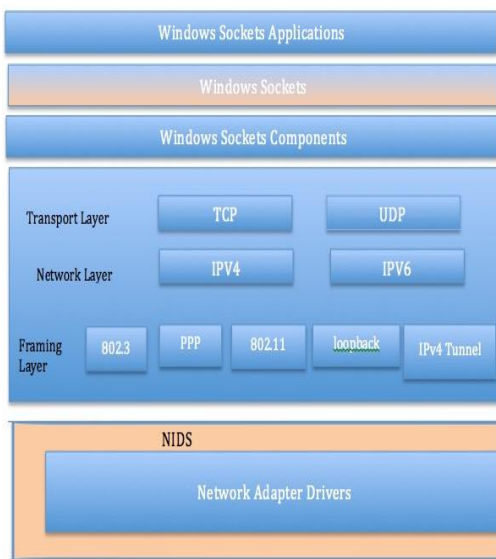 Windows Sockets Applications
Windows Sockets
Windows Sockets Components
Transport Layer
TCP
UDP
Network Layer
IPV4
IPV6
Framing
Layer
802.3
PPP
802.11
loopback
IPv4 Tunnel
NIDS
Network Adapter Drivers